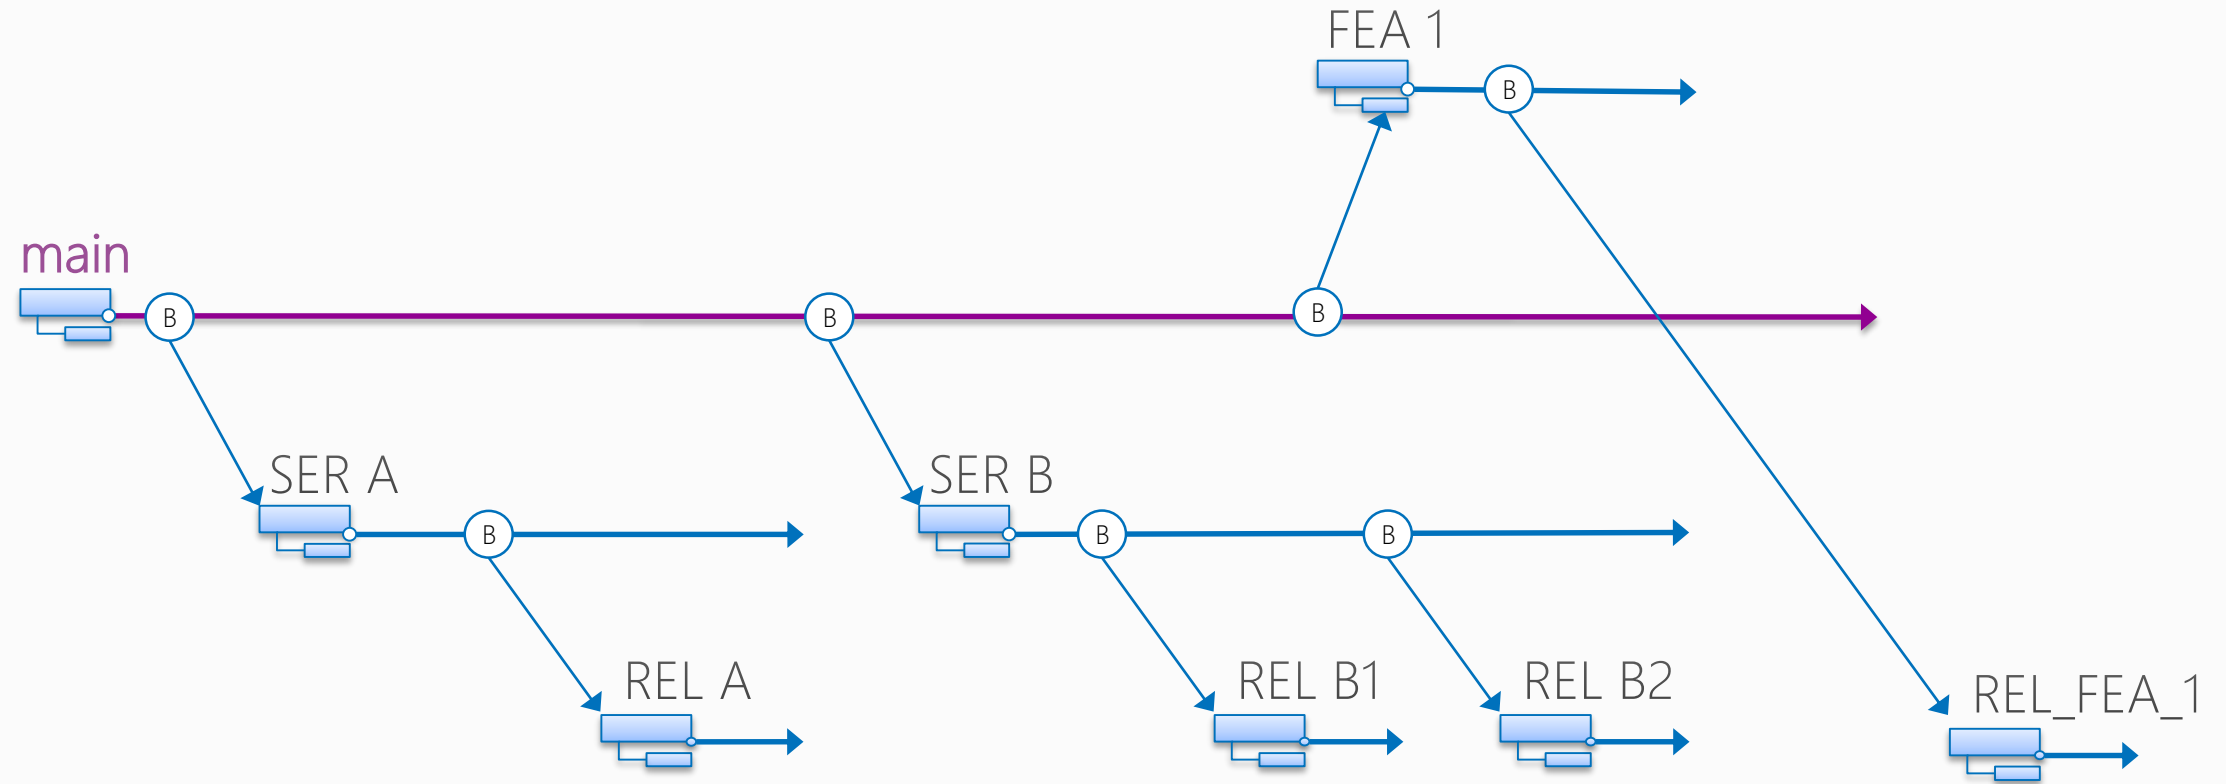 FEA 1
B
main
B
B
B
SER A
SER B
B
B
B
REL A
REL B1
REL B2
REL_FEA_1